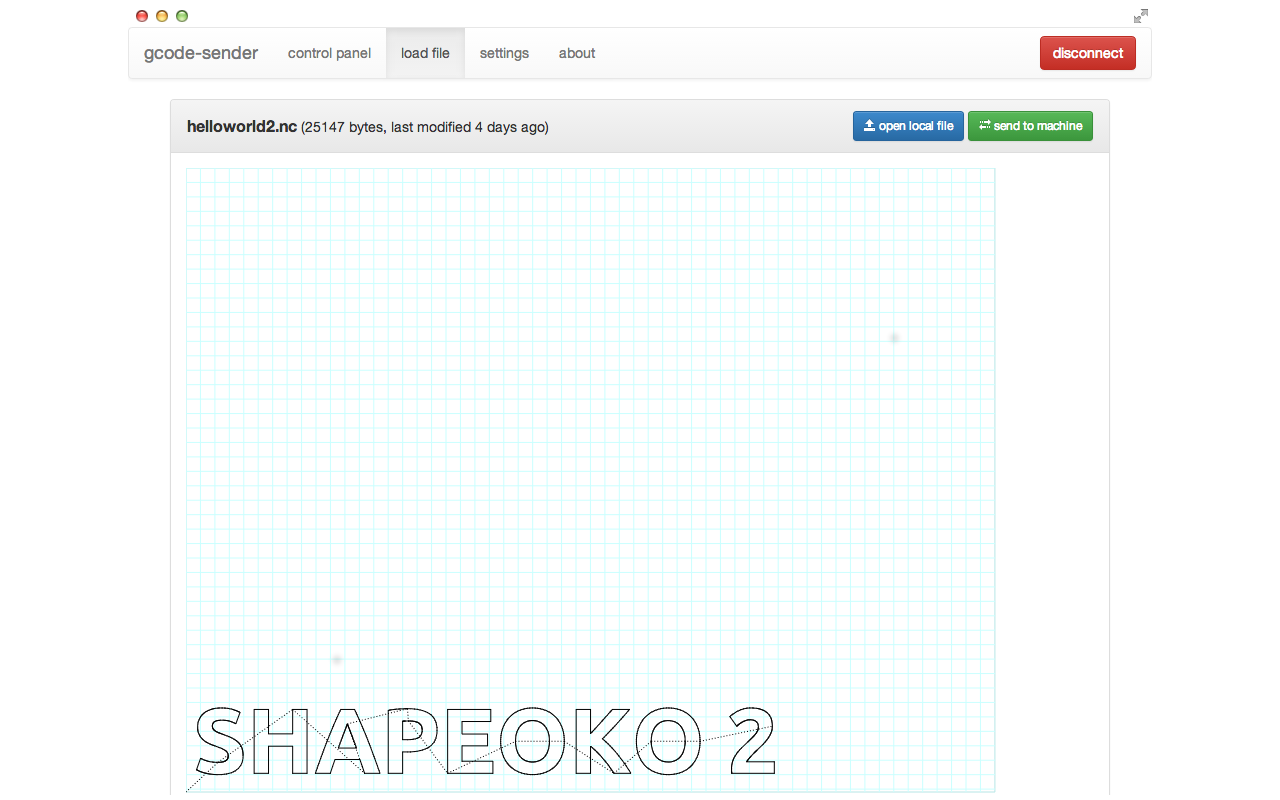 gcode-sender control panel load file settings about disconnect
helloworld2.nc (25147 bytes, last modified 4 days ago) open local file send to machine
SHAPEOKO 2